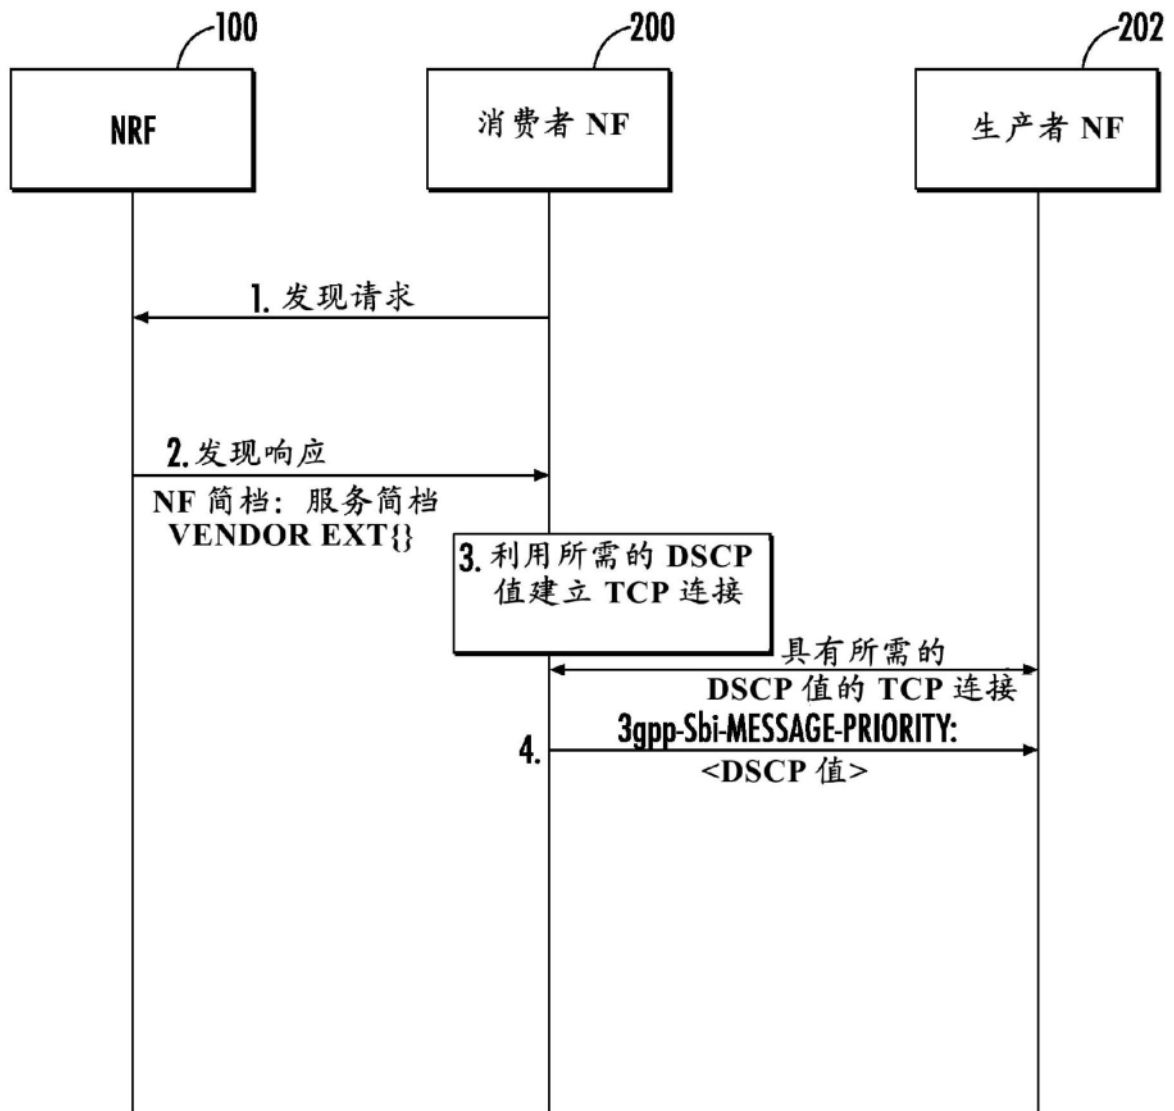 100
200
202
NRF
消费者 NF
生产者 NF
1. 发现请求
2. 发现响应
NF 简档：服务简档
VENDOR EXT{}
3. 利用所需的 DSCP
值建立 TCP 连接
具有所需的
DSCP 值的 TCP 连接
3gpp-Sbi-MESSAGE-PRIORITY:
4.
<DSCP 值>